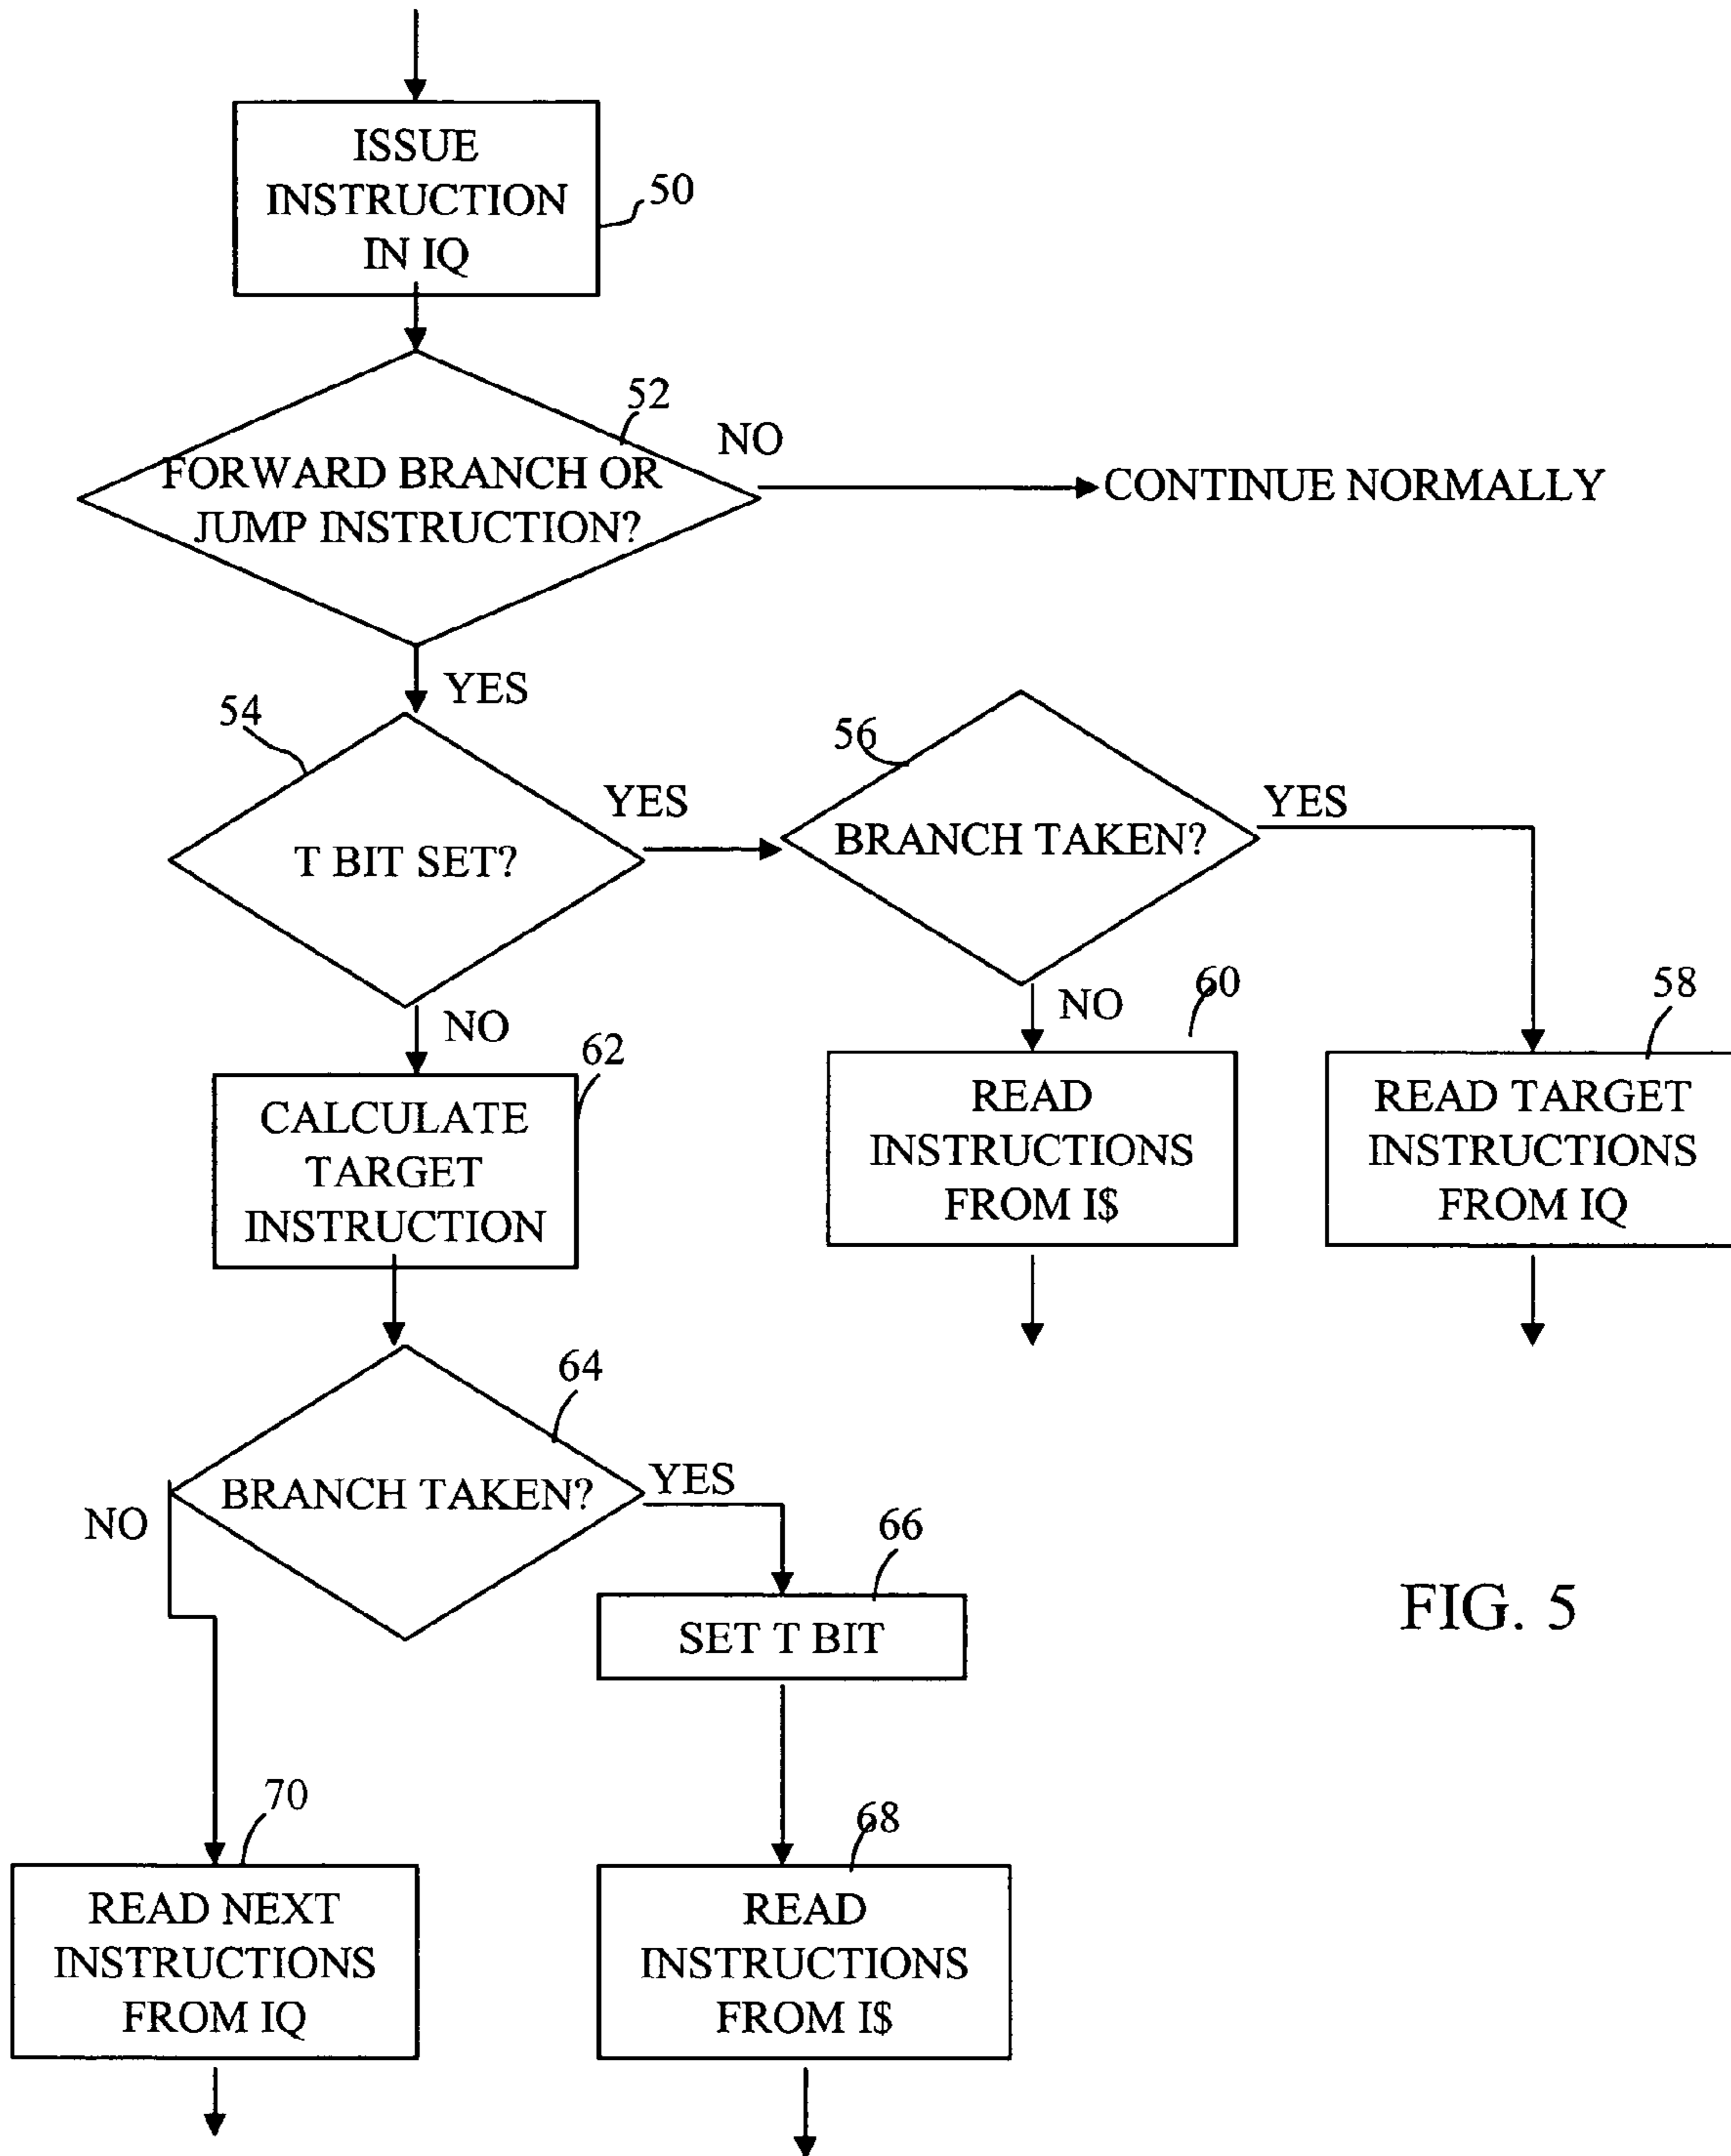 ISSUE
INSTRUCTION
IN IQ
50
52
NO
FORWARD BRANCH OR
JUMP INSTRUCTION?
CONTINUE NORMALLY
YES
54
T BIT SET?
YES
56
BRANCH TAKEN?
YES
NO
60
58
READ
INSTRUCTIONS
FROM I$
READ TARGET
INSTRUCTIONS
FROM IQ
NO
62
CALCULATE
TARGET
INSTRUCTION
64
BRANCH TAKEN?
YES
NO
66
SET T BIT
FIG. 5
70
READ NEXT
INSTRUCTIONS
FROM IQ
68
READ
INSTRUCTIONS
FROM I$